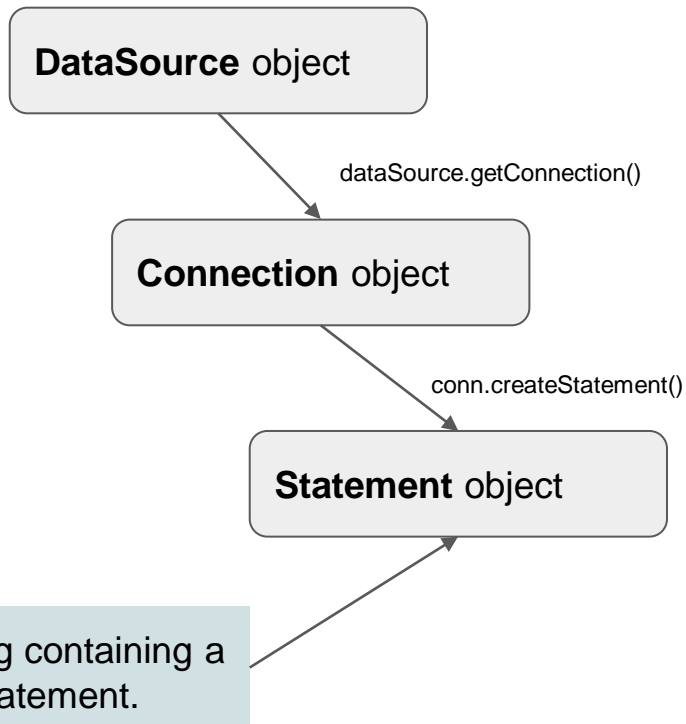 DataSource object
dataSource.getConnection()
Connection object
conn.createStatement()
Statement object
containing a